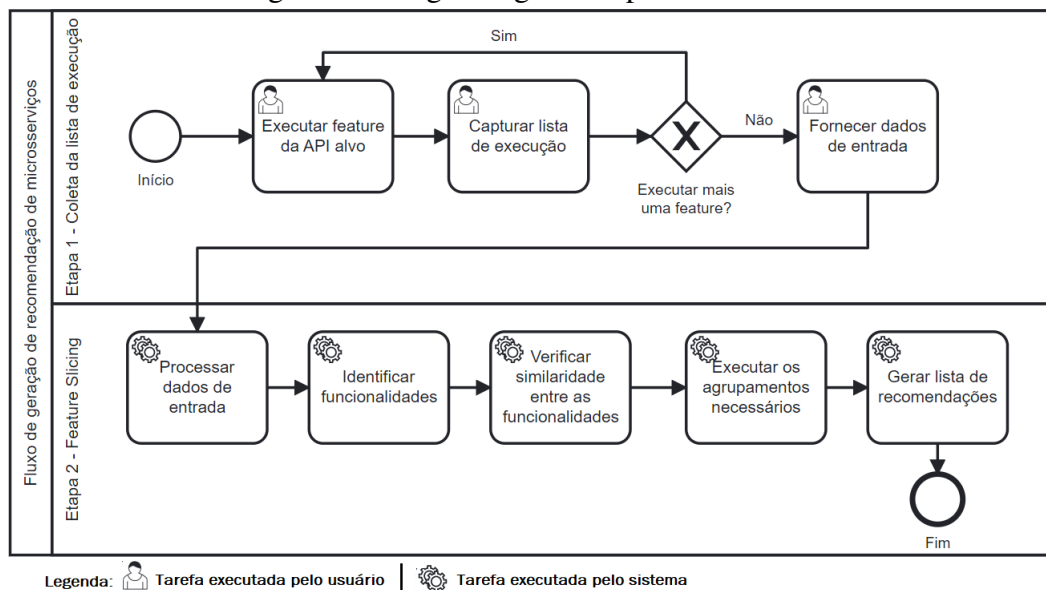 Fluxo de geração de recomendação de microsserviços
Etapa 1 - Coleta da lista de execução
Sim
Início
Executar feature
da API alvo
Capturar lista
de execução
Executar mais
uma feature?
Não
Fornecer dados
de entrada
Etapa 2 - Feature Slicing
Processar
dados de
entrada
Identificar
funcionalidades
Verificar
similaridade
entre as
funcionalidades
Executar os
agrupamentos
necessários
Gerar lista de
recomendações
Fim
Legenda: Tarefa executada pelo usuário | Tarefa executada pelo sistema